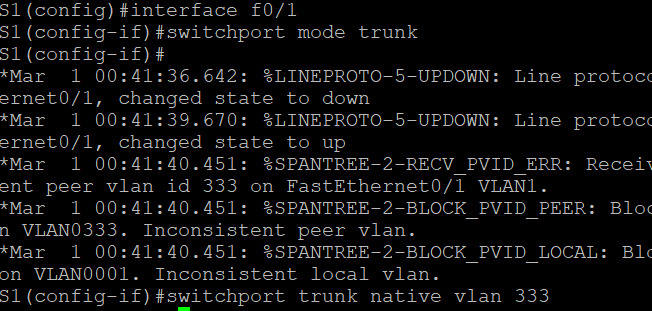 S1(config)#interface f0/1
S1(config-if)#switchport mode trunk
S1(config-if)#
*Mar  1 00:41:36.642: %LINEPROTO-5-UPDOWN: Line protoco
ernet0/1, changed state to down
*Mar  1 00:41:39.670: %LINEPROTO-5-UPDOWN: Line protoco
ernet0/1, changed state to up
*Mar  1 00:41:40.451: %SPANTREE-2-RECV_PVID_ERR: Receiv
ent peer vlan id 333 on FastEthernet0/1 VLAN1.
*Mar  1 00:41:40.451: %SPANTREE-2-BLOCK_PVID_PEER: Bloc
n VLAN0333. Inconsistent peer vlan.
*Mar  1 00:41:40.451: %SPANTREE-2-BLOCK_PVID_LOCAL: Blo
on VLAN0001. Inconsistent local vlan.
S1(config-if)#switchport trunk native vlan 333